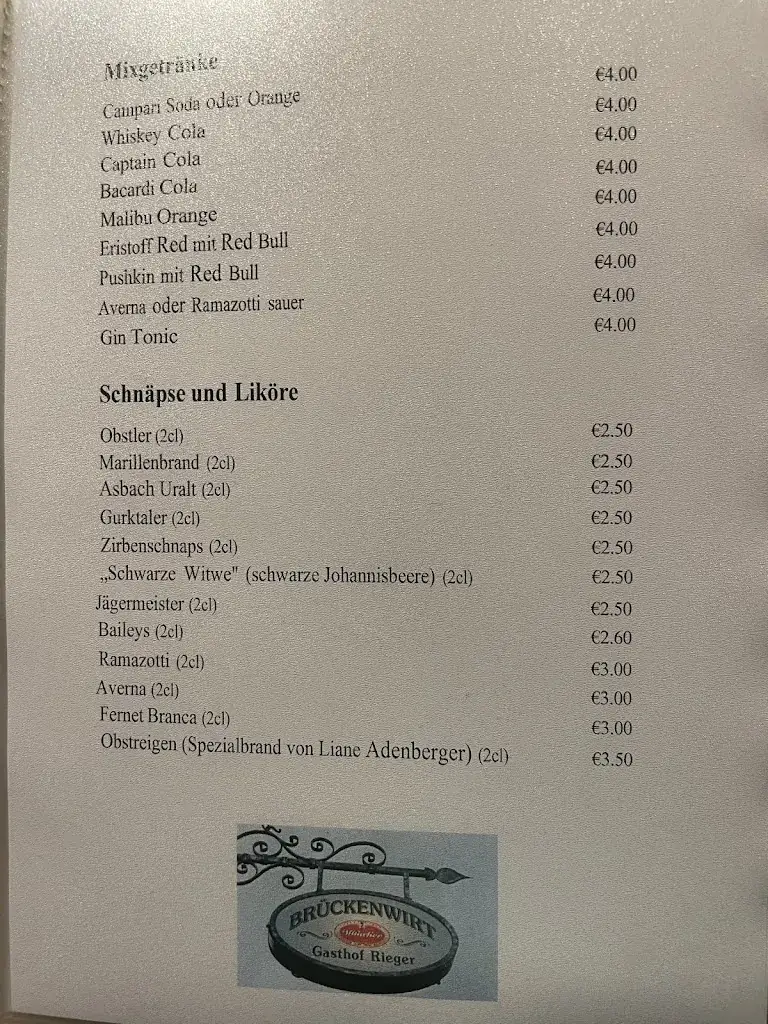 Mixgetränke
Campari Soda oder Orange €4.00
Whiskey Cola €4.00
Captain Cola €4.00
Bacardi Cola €4.00
Malibu Orange €4.00
Eristoff Red mit Red Bull €4.00
Pushkin mit Red Bull €4.00
Averna oder Ramazotti sauer €4.00
Gin Tonic €4.00
Schnäpse und Liköre
Obstler (2cl) €2.50
Marillenbrand (2cl) €2.50
Asbach Uralt (2cl) €2.50
Gurktaler (2cl) €2.50
Zirbenschnaps (2cl) €2.50
„Schwarze Witwe" (schwarze Johannisbeere) (2cl) €2.50
Jägermeister (2cl) €2.50
Baileys (2cl) €2.60
Ramazotti (2cl) €3.00
Averna (2cl) €3.00
Fernet Branca (2cl) €3.00
Obstreigen (Spezialbrand von Liane Adenberger) (2cl) €3.50
BRÜCKENWIRT
Gasthof Rieger